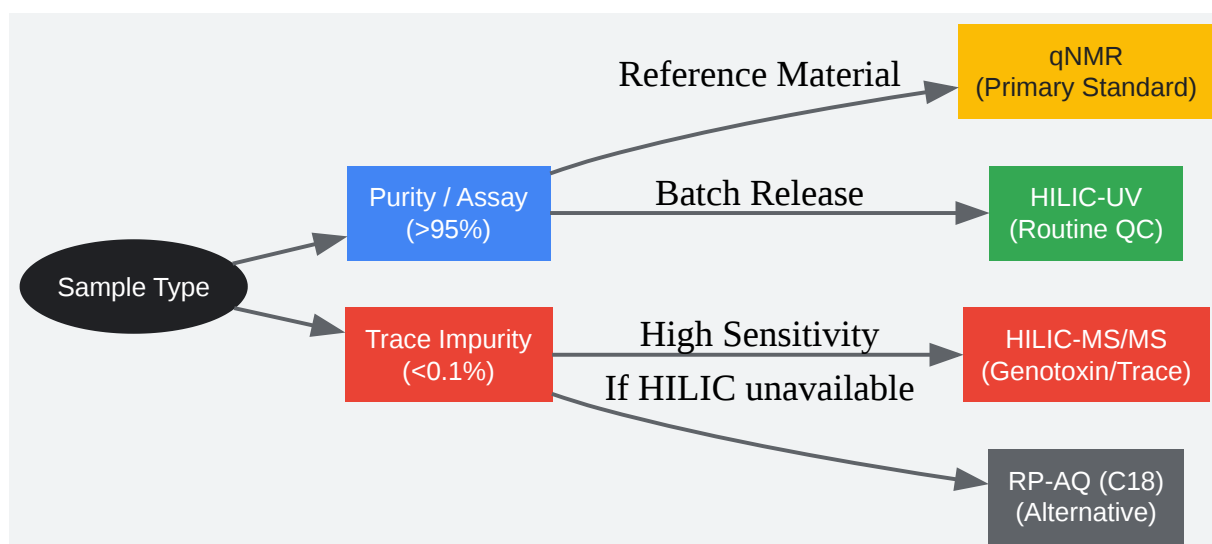 Sample Type
Purity / Assay
(>95%)
Trace Impurity
(<0.1%)
Reference Material
Batch Release
High Sensitivity
If HILIC unavailable
qNMR
(Primary Standard)
HILIC-UV
(Routine QC)
HILIC-MS/MS
(Genotoxin/Trace)
RP-AQ (C18)
(Alternative)